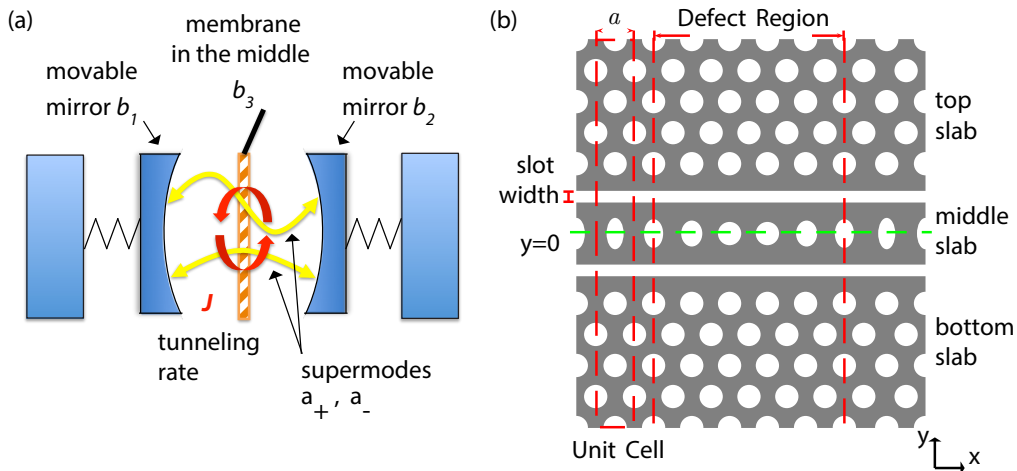 (a)
membrane
in the middle
b3
movable
mirror b1
movable
mirror b2
J
tunneling
rate
supermodes
a+ , a-
(b)
a
Defect Region
top
slab
slot
width
middle
slab
y=0
bottom
slab
Unit Cell
y
x